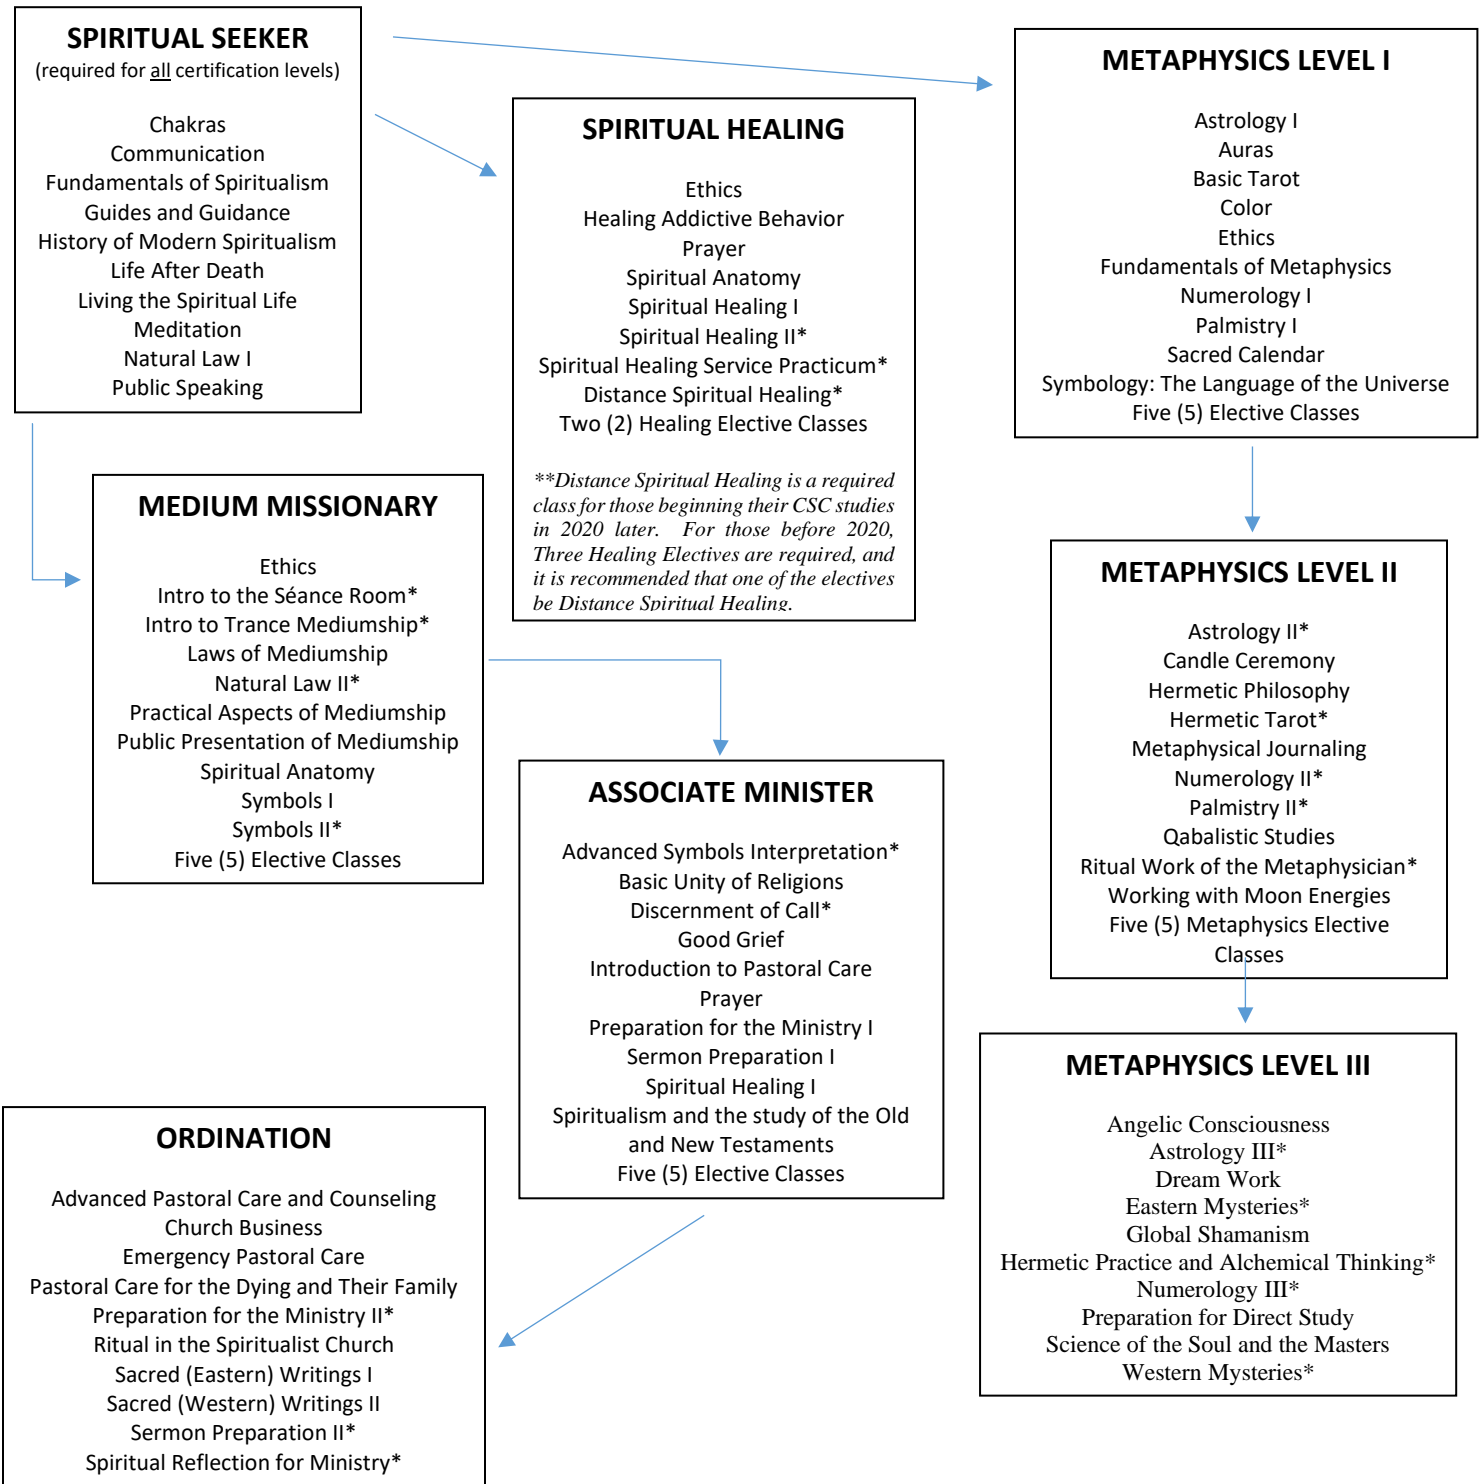 SPIRITUAL SEEKER
(required for all certification levels)
Chakras
Communication
Fundamentals of Spiritualism
Guides and Guidance
History of Modern Spiritualism
Life After Death
Living the Spiritual Life
Meditation
Natural Law I
Public Speaking
SPIRITUAL HEALING
Ethics
Healing Addictive Behavior
Prayer
Spiritual Anatomy
Spiritual Healing I
Spiritual Healing II*
Spiritual Healing Service Practicum*
Distance Spiritual Healing*
Two (2) Healing Elective Classes
**Distance Spiritual Healing is a required
class for those beginning their CSC studies
in 2020 later. For those before 2020,
Three Healing Electives are required, and
it is recommended that one of the electives
be Distance Spiritual Healing.
METAPHYSICS LEVEL I
Astrology I
Auras
Basic Tarot
Color
Ethics
Fundamentals of Metaphysics
Numerology I
Palmistry I
Sacred Calendar
Symbology: The Language of the Universe
Five (5) Elective Classes
MEDIUM MISSIONARY
Ethics
Intro to the Séance Room*
Intro to Trance Mediumship*
Laws of Mediumship
Natural Law II*
Practical Aspects of Mediumship
Public Presentation of Mediumship
Spiritual Anatomy
Symbols I
Symbols II*
Five (5) Elective Classes
METAPHYSICS LEVEL II
Astrology II*
Candle Ceremony
Hermetic Philosophy
Hermetic Tarot*
Metaphysical Journaling
Numerology II*
Palmistry II*
Qabalistic Studies
Ritual Work of the Metaphysician*
Working with Moon Energies
Five (5) Metaphysics Elective
Classes
ASSOCIATE MINISTER
Advanced Symbols Interpretation*
Basic Unity of Religions
Discernment of Call*
Good Grief
Introduction to Pastoral Care
Prayer
Preparation for the Ministry I
Sermon Preparation I
Spiritual Healing I
Spiritualism and the study of the Old
and New Testaments
Five (5) Elective Classes
METAPHYSICS LEVEL III
Angelic Consciousness
Astrology III*
Dream Work
Eastern Mysteries*
Global Shamanism
Hermetic Practice and Alchemical Thinking*
Numerology III*
Preparation for Direct Study
Science of the Soul and the Masters
Western Mysteries*
ORDINATION
Advanced Pastoral Care and Counseling
Church Business
Emergency Pastoral Care
Pastoral Care for the Dying and Their Family
Preparation for the Ministry II*
Ritual in the Spiritualist Church
Sacred (Eastern) Writings I
Sacred (Western) Writings II
Sermon Preparation II*
Spiritual Reflection for Ministry*